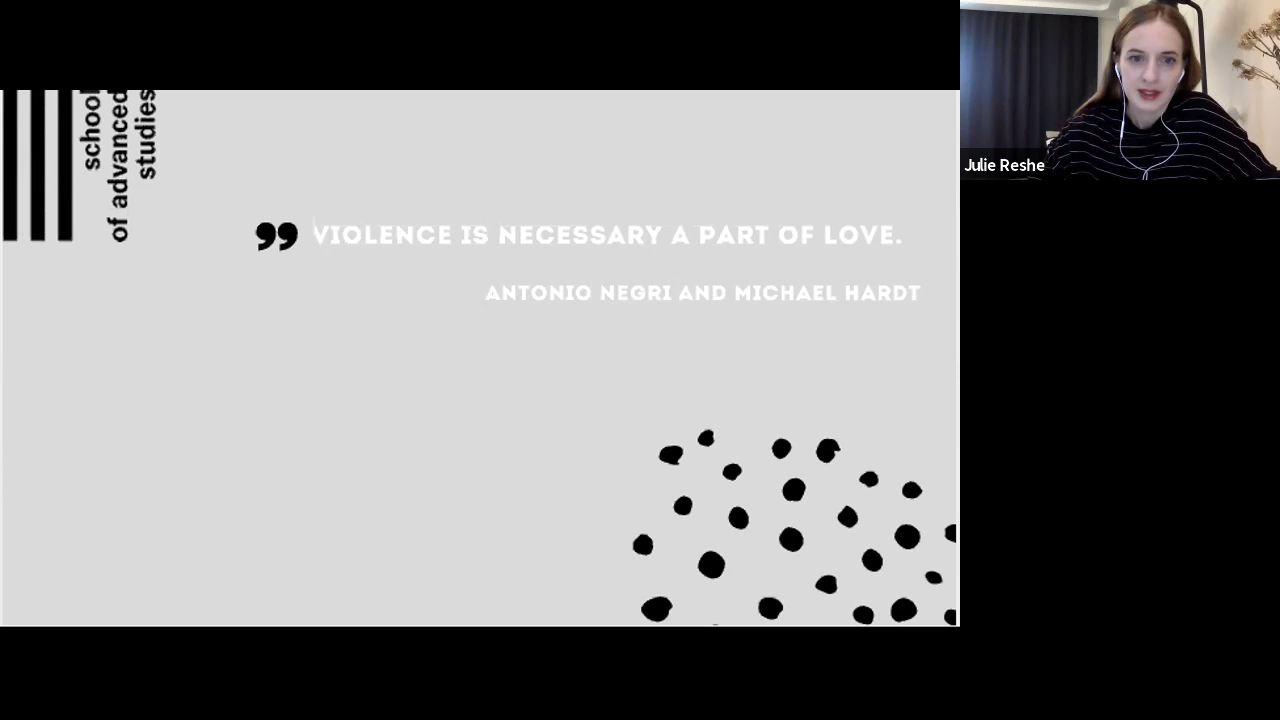 school
of advanced
studies
❞ VIOLENCE IS NECESSARY A PART OF LOVE.
ANTONIO NEGRI AND MICHAEL HARDT
Julie Reshe